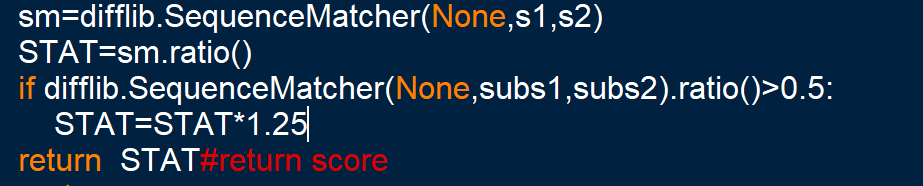 sm=difflib.SequenceMatcher(None,s1,s2)
STAT=sm.ratio()
if difflib.SequenceMatcher(None,subs1,subs2).ratio()>0.5:
    STAT=STAT*1.25
return  STAT#return score